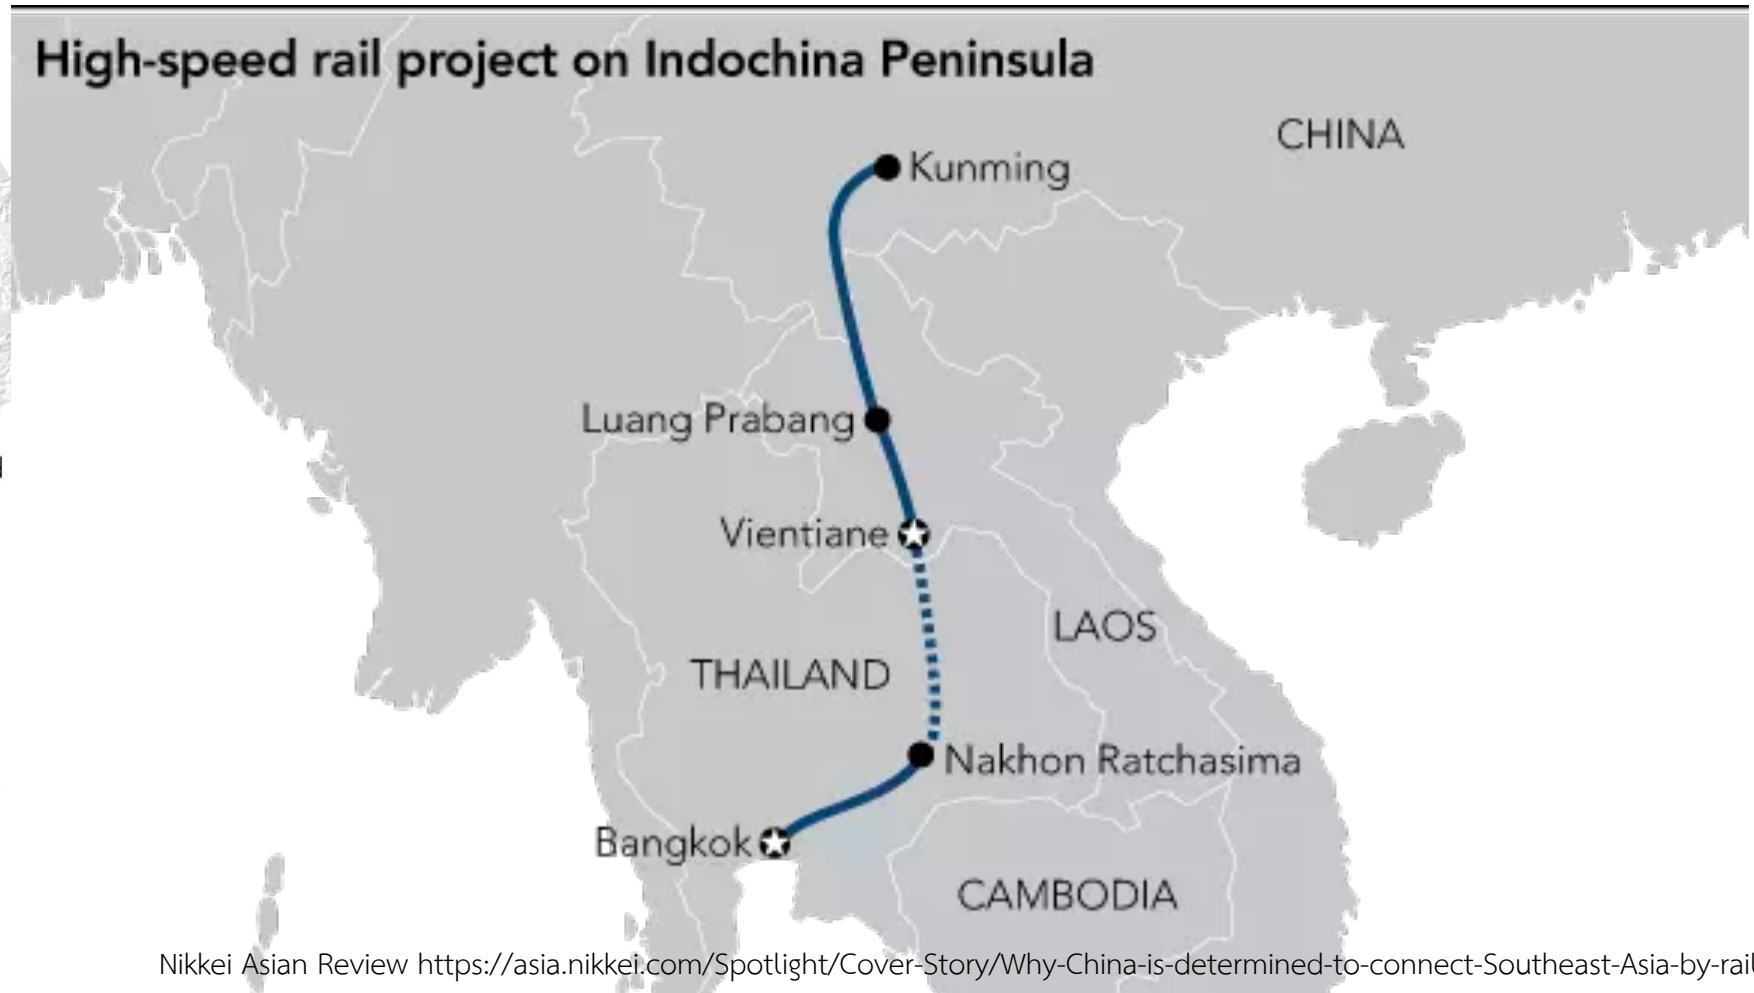 High-speed rail project on Indochina Peninsula
CHINA
Kunming
Luang Prabang
Vientiane
LAOS
THAILAND
Nakhon Ratchasima
Bangkok
CAMBODIA
Nikkei Asian Review https://asia.nikkei.com/Spotlight/Cover-Story/Why-China-is-determined-to-connect-Southeast-Asia-by-rail